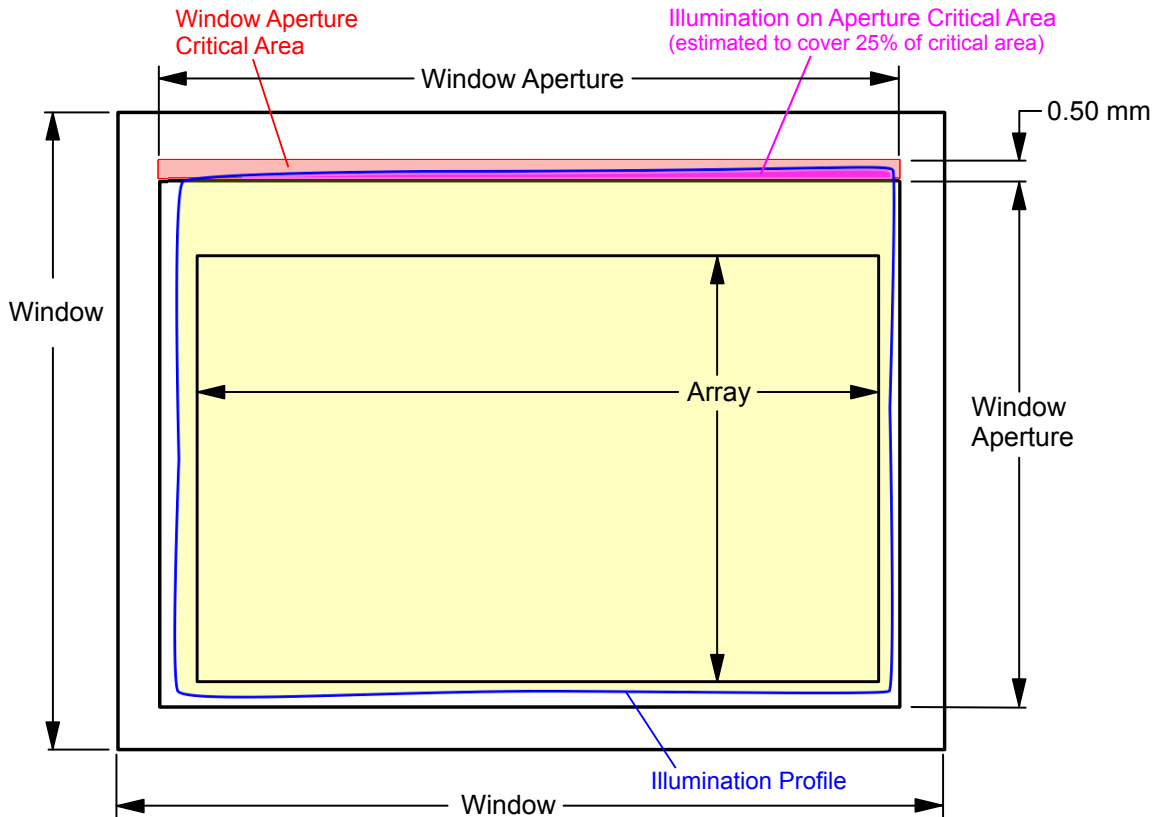 Window Aperture
Critical Area
Illumination on Aperture Critical Area
(estimated to cover 25% of critical area)
Window Aperture
0.50 mm
Window
Array
Window
Aperture
Illumination Profile
Window